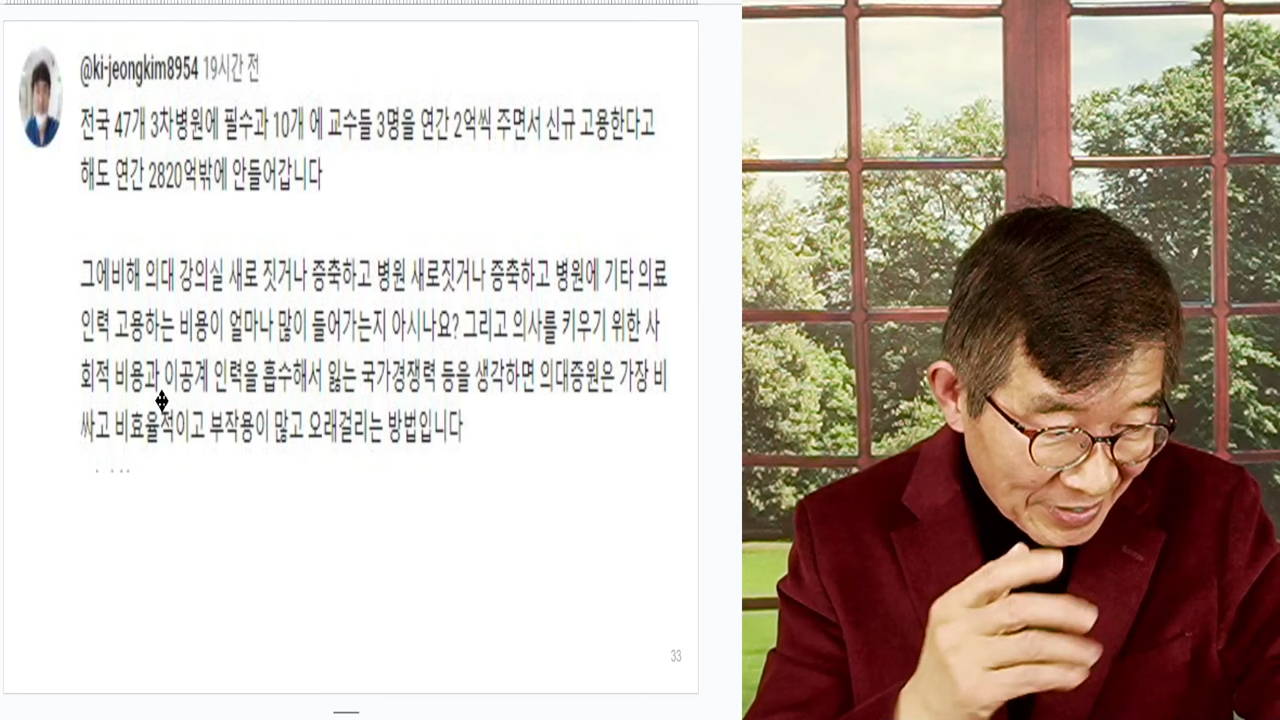 @ki-jeongkim8954 19시간 전
전국 47개 3차병원에 필수과 10개 에 교수들 3명을 연간 2억씩 주면서 신규 고용한다고
해도 연간 2820억밖에 안들어갑니다
그에비해 의대 강의실 새로 짓거나 증축하고 병원 새로짓거나 증축하고 병원에 기타 의료
인력 고용하는 비용이 얼마나 많이 들어가는지 아시나요? 그리고 의사를 키우기 위한 사
회적 비용과 이공계 인력을 흡수해서 잃는 국가경쟁력 등을 생각하면 의대증원은 가장 비
싸고 비효율적이고 부작용이 많고 오래걸리는 방법입니다
33